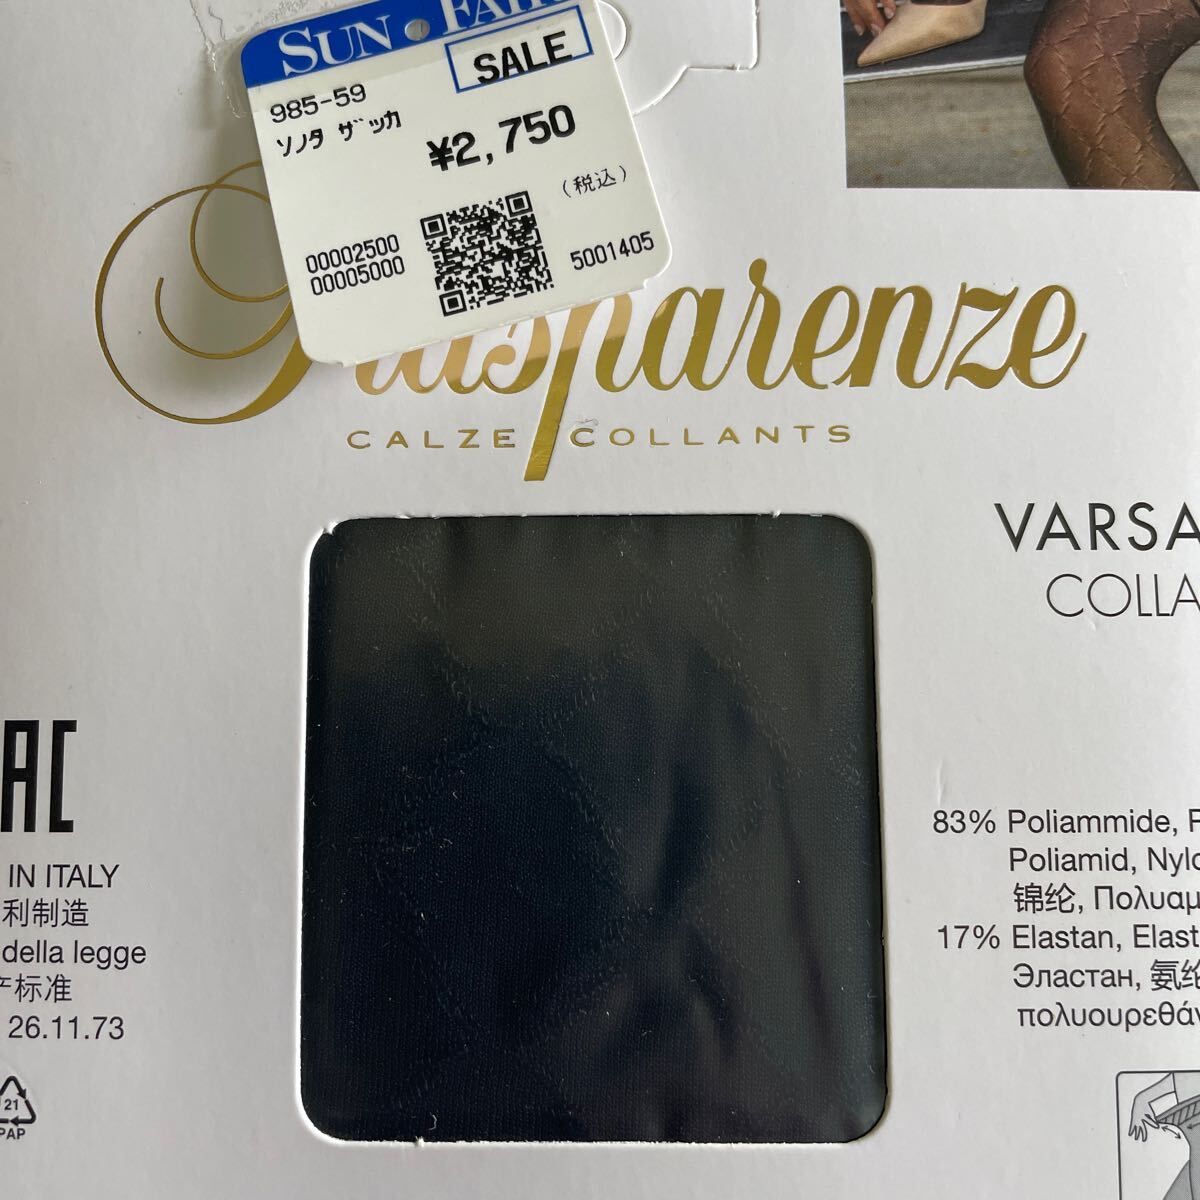 SUN FAIR
SALE
985-59
ソノタ ザッカ
¥2,750
(税込)
00002500
00005000
5001405
Trasparenze
CALZE COLLANTS
VARSA
COLLA
IN ITALY
利制造
della legge
产标准
26.11.73
21
PAP
83% Poliammide, P
Poliamid, Nylo
锦纶, Πολυαμ
17% Elastan, Elast
Эластан, 氨纶
πολυουρεθάν